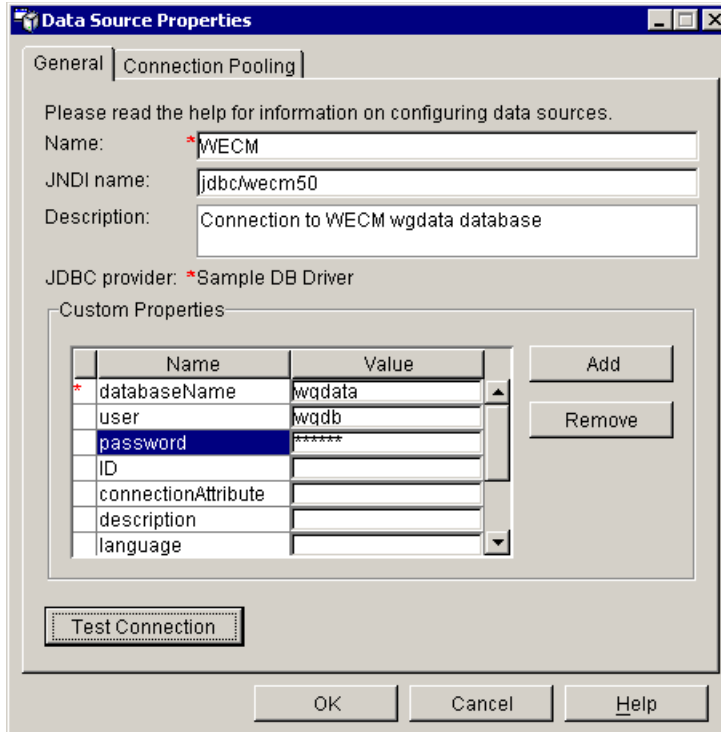 Data Source Properties
General Connection Pooling
Please read the help for information on configuring data sources.
Name: *WECM
JNDI name: jdbc/wecm50
Description: Connection to WECM wgdata database
JDBC provider: *Sample DB Driver
Custom Properties
Name Value Add
* databaseName wgdata
user wgdb Remove
password ******
ID
connectionAttribute
description
language
Test Connection
OK Cancel Help